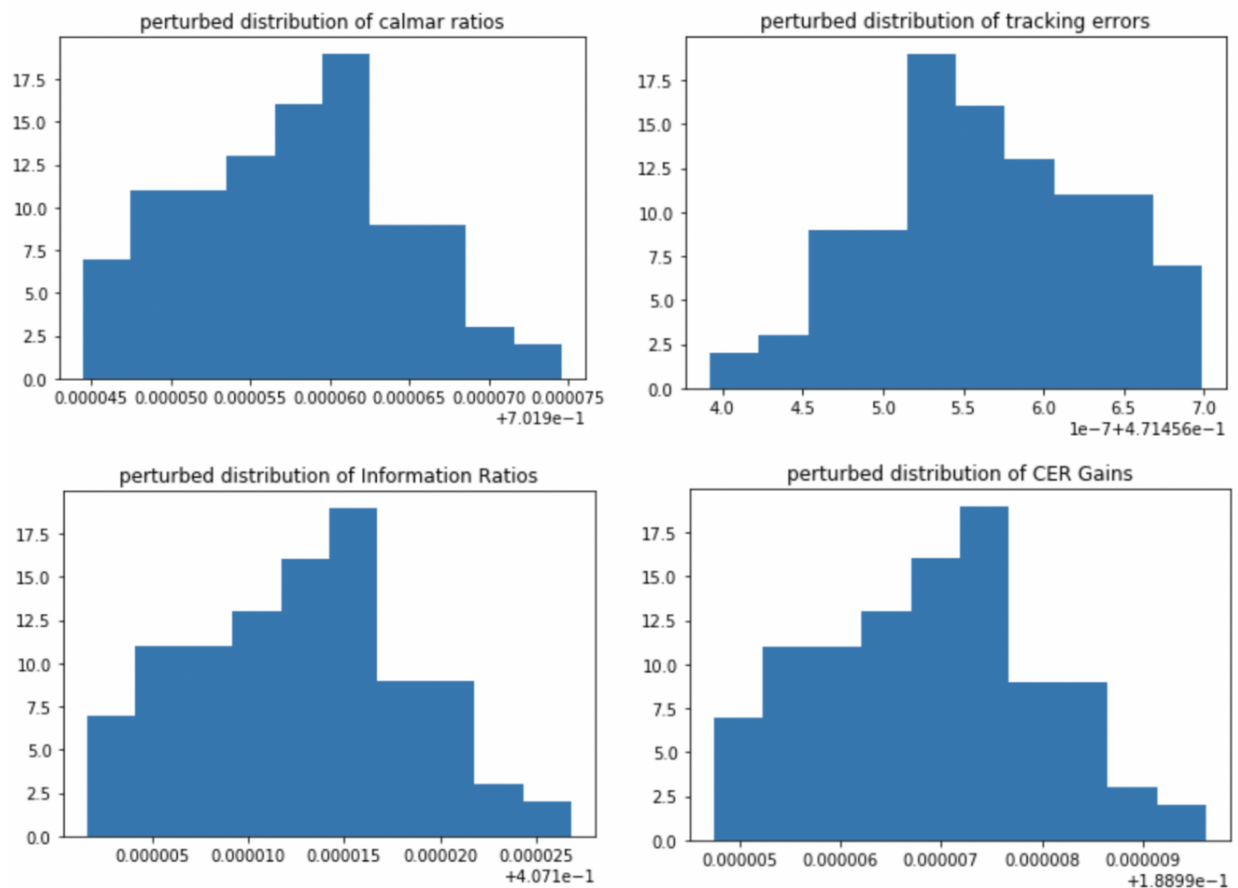 perturbed distribution of calmar ratios
17.5
15.0
12.5
10.0
7.5
5.0
2.5
0.0
0.000045 0.000050 0.000055 0.000060 0.000065 0.000070 0.000075
+7.019e−1
perturbed distribution of tracking errors
17.5
15.0
12.5
10.0
7.5
5.0
2.5
0.0
4.0 4.5 5.0 5.5 6.0 6.5 7.0
1e−7+4.71456e−1
perturbed distribution of Information Ratios
17.5
15.0
12.5
10.0
7.5
5.0
2.5
0.0
0.000005 0.000010 0.000015 0.000020 0.000025
+4.071e−1
perturbed distribution of CER Gains
17.5
15.0
12.5
10.0
7.5
5.0
2.5
0.0
0.000005 0.000006 0.000007 0.000008 0.000009
+1.8899e−1